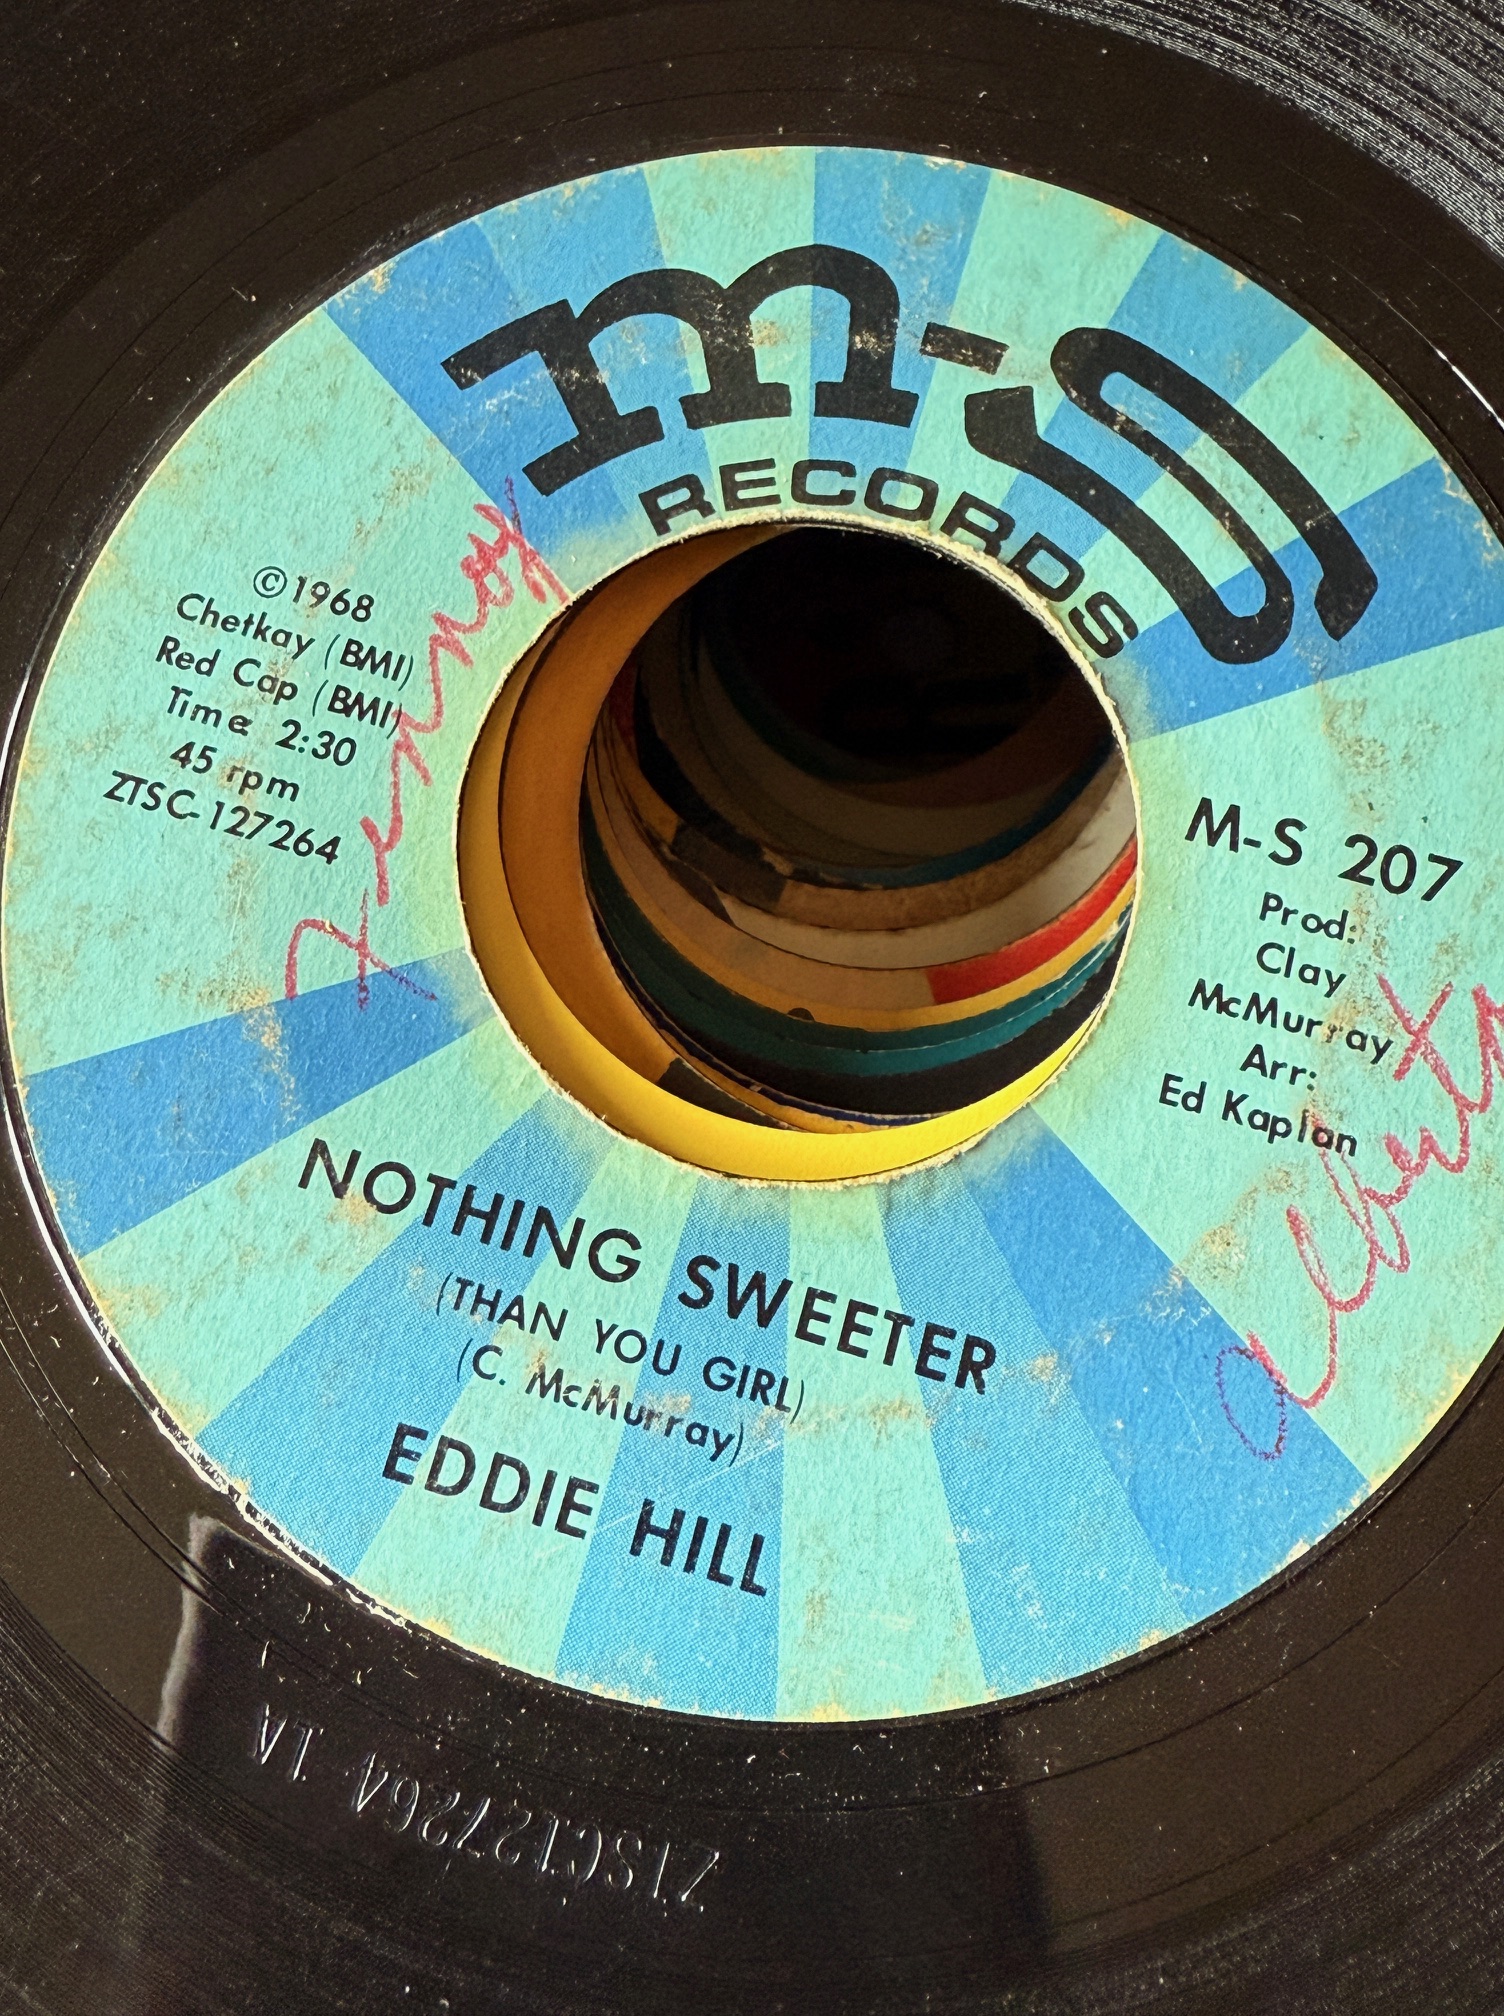 m-S
RECORDS
©1968
Chetkay (BMI)
Red Cap (BMI)
Time: 2:30
45 rpm
ZTSC-127264
M-S 207
Prod:
Clay
McMurray
Arr:
Ed Kaplan
NOTHING SWEETER
(THAN YOU GIRL)
(C. McMurray)
EDDIE HILL
ZTSC127264 1A